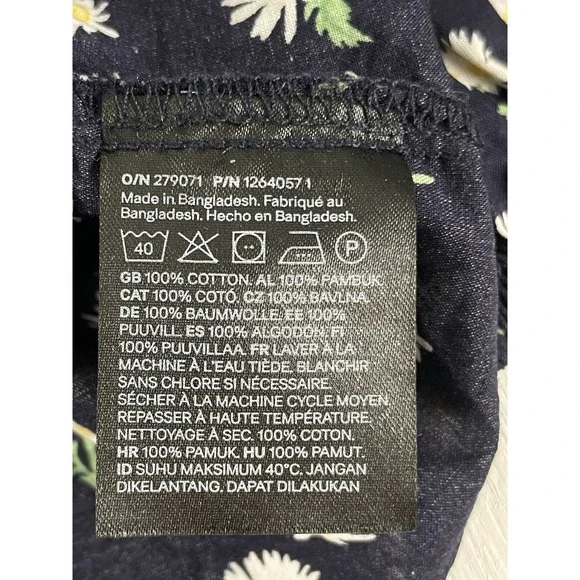 O/N 279071 P/N 1264057 1
Made in Bangladesh. Fabriqué au
Bangladesh. Hecho en Bangladesh.
40 P
GB 100% COTTON. AL 100% PAMBUK.
CAT 100% COTÓ. CZ 100% BAVLNA.
DE 100% BAUMWOLLE. EE 100%
PUUVILL. ES 100% ALGODÓN. FI
100% PUUVILLAA. FR LAVER À LA
MACHINE À L'EAU TIÈDE. BLANCHIR
SANS CHLORE SI NÉCESSAIRE.
SÉCHER À LA MACHINE CYCLE MOYEN.
REPASSER À HAUTE TEMPÉRATURE.
NETTOYAGE À SEC. 100% COTON.
HR 100% PAMUK. HU 100% PAMUT.
ID SUHU MAKSIMUM 40°C. JANGAN
DIKELANTANG. DAPAT DILAKUKAN